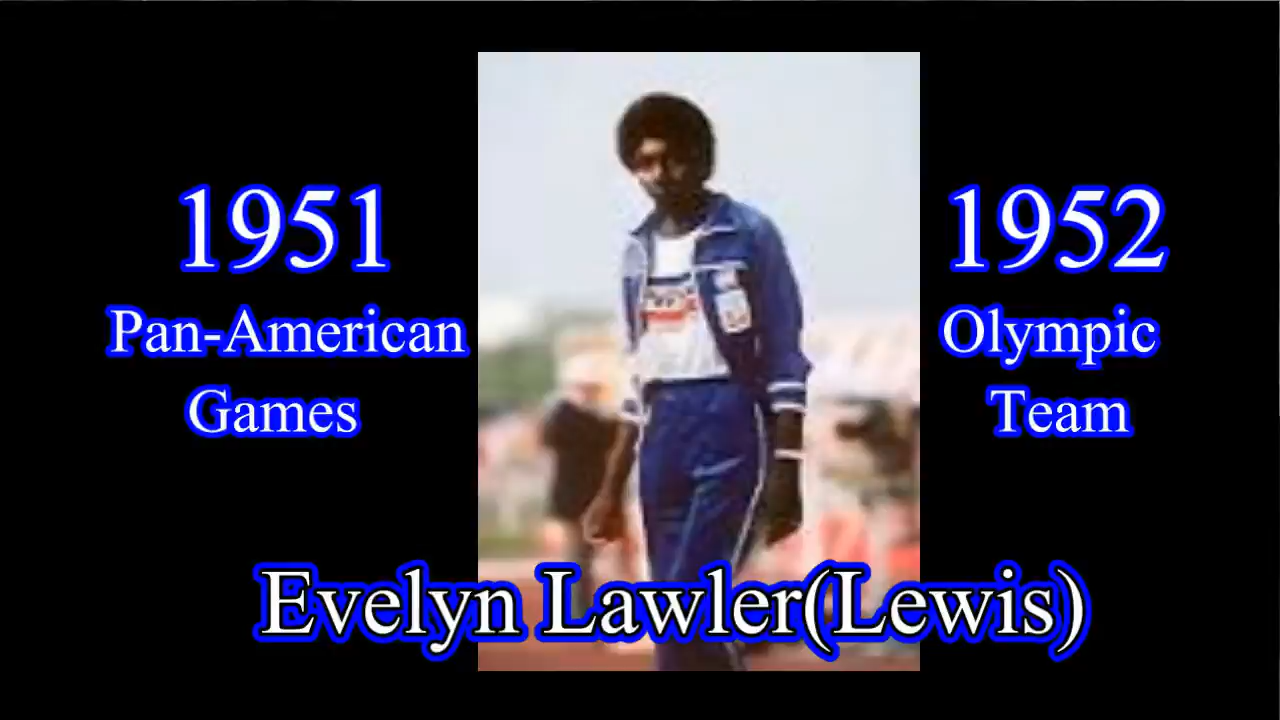 1951
Pan-American
Games
1952
Olympic
Team
Evelyn Lawler(Lewis)